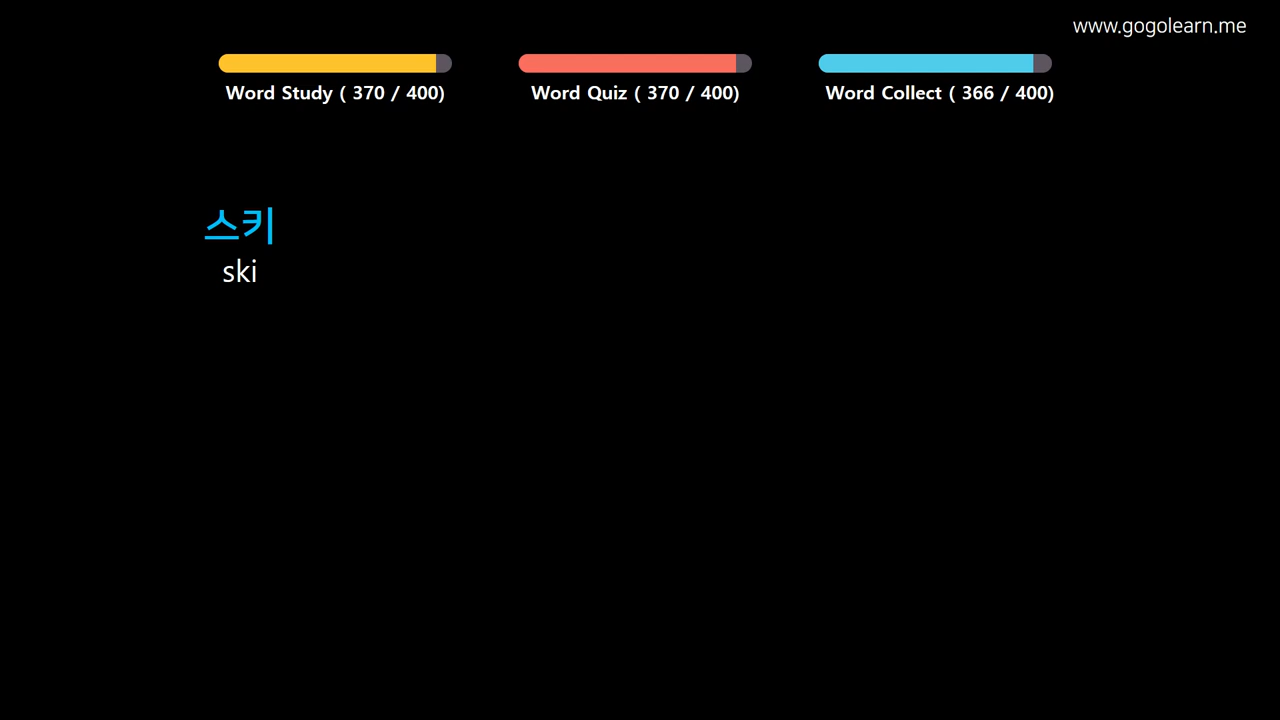 www.gogolearn.me
Word Study ( 370 / 400)
Word Quiz ( 370 / 400)
Word Collect ( 366 / 400)
스키
ski